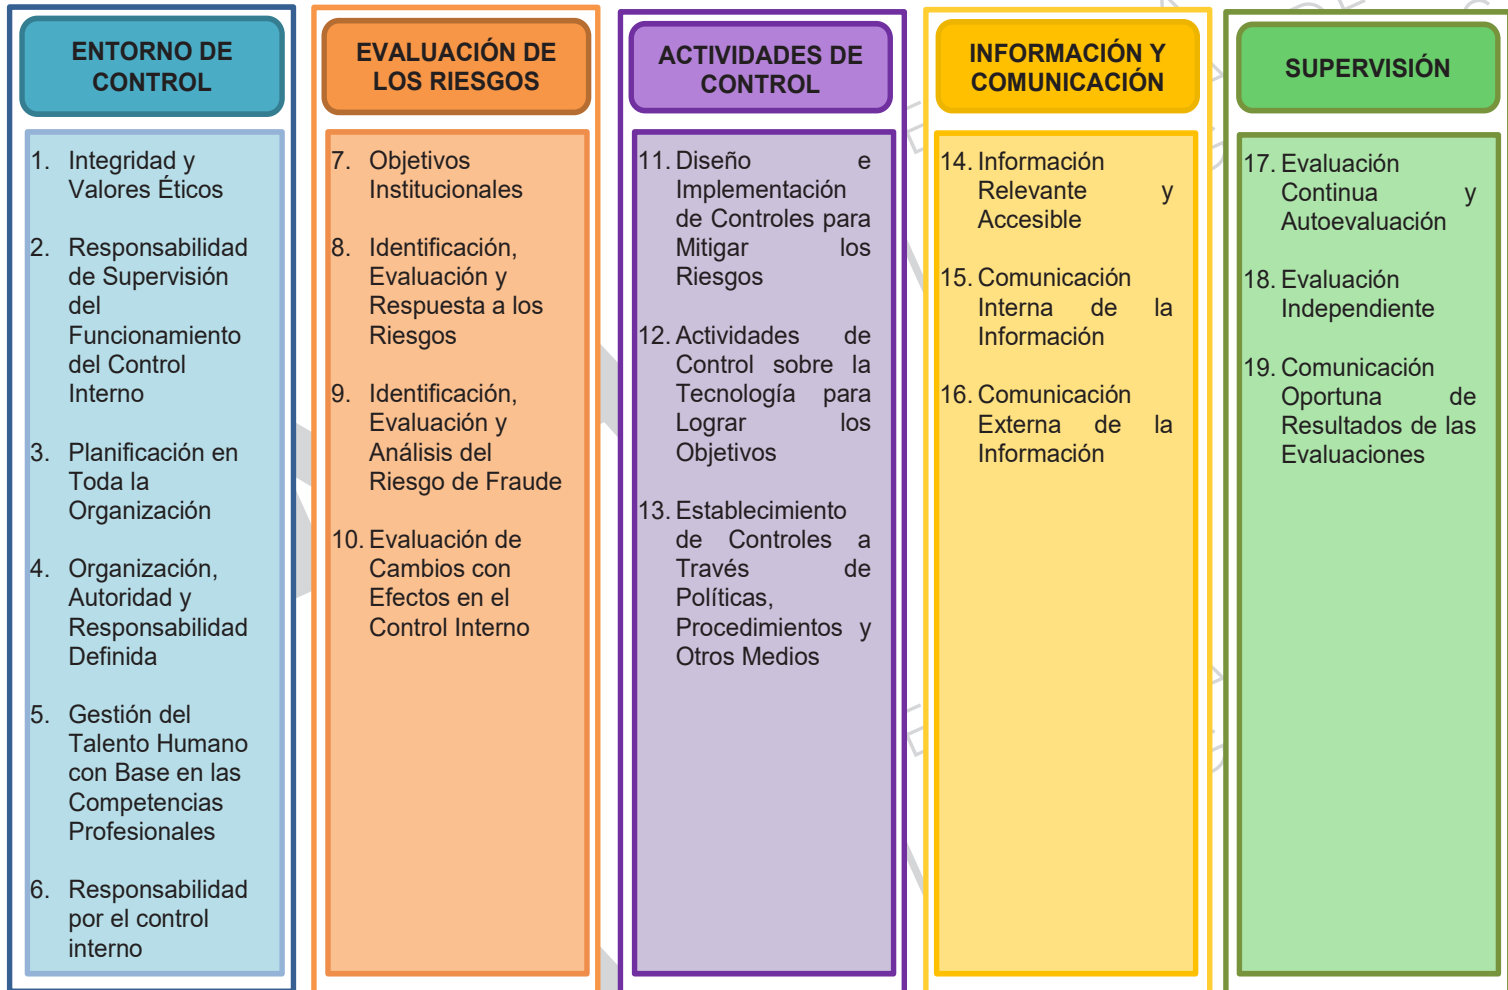 ENTORNO DE
CONTROL
1. Integridad y
Valores Éticos
2. Responsabilidad
de Supervisión
del
Funcionamiento
del Control
Interno
3. Planificación en
Toda la
Organización
4. Organización,
Autoridad y
Responsabilidad
Definida
5. Gestión del
Talento Humano
con Base en las
Competencias
Profesionales
6. Responsabilidad
por el control
interno
EVALUACIÓN DE
LOS RIESGOS
7. Objetivos
Institucionales
8. Identificación,
Evaluación y
Respuesta a los
Riesgos
9. Identificación,
Evaluación y
Análisis del
Riesgo de Fraude
10. Evaluación de
Cambios con
Efectos en el
Control Interno
ACTIVIDADES DE
CONTROL
11. Diseño e
Implementación
de Controles para
Mitigar los
Riesgos
12. Actividades de
Control sobre la
Tecnología para
Lograr los
Objetivos
13. Establecimiento
de Controles a
Través de
Políticas,
Procedimientos y
Otros Medios
INFORMACIÓN Y
COMUNICACIÓN
14. Información
Relevante y
Accesible
15. Comunicación
Interna de la
Información
16. Comunicación
Externa de la
Información
SUPERVISIÓN
17. Evaluación
Continua y
Autoevaluación
18. Evaluación
Independiente
19. Comunicación
Oportuna de
Resultados de las
Evaluaciones